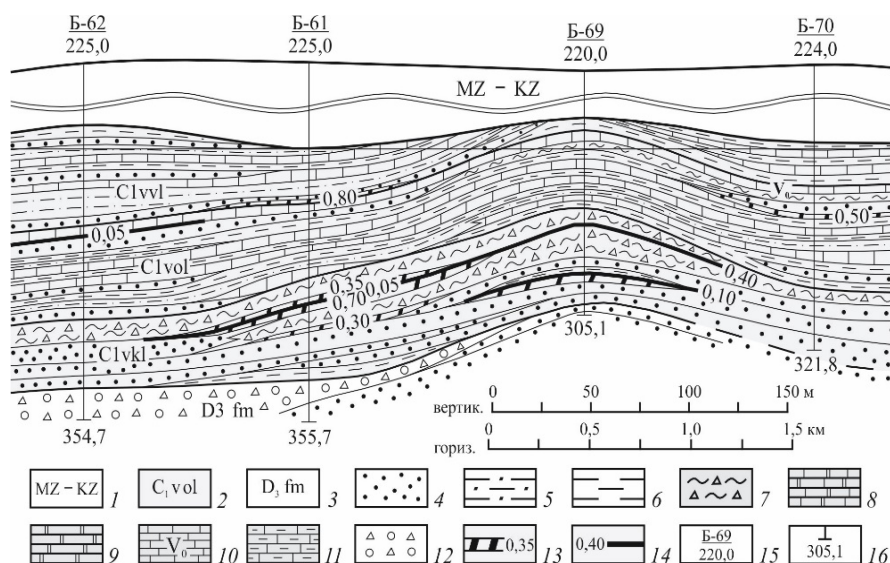 Б-62 Б-61 Б-69 Б-70
225,0 225,0 220,0 224,0
MZ – KZ
C1vvl
0,80
V₀
0,50
0,05
C1vol
0,35
0,70 0,05
0,40
0,10
0,30
C1vkl
305,1
321,8
D3 fm
354,7
355,7
0 50 100 150 м
вертик.
0 0,5 1,0 1,5 км
гориз.
MZ – KZ 1 C₁ vol 2 D₃ fm 3 4 5 6 7 8
9 V₀ 10 11 12 0,35 13 0,40 14 Б-69 220,0 15 305,1 16